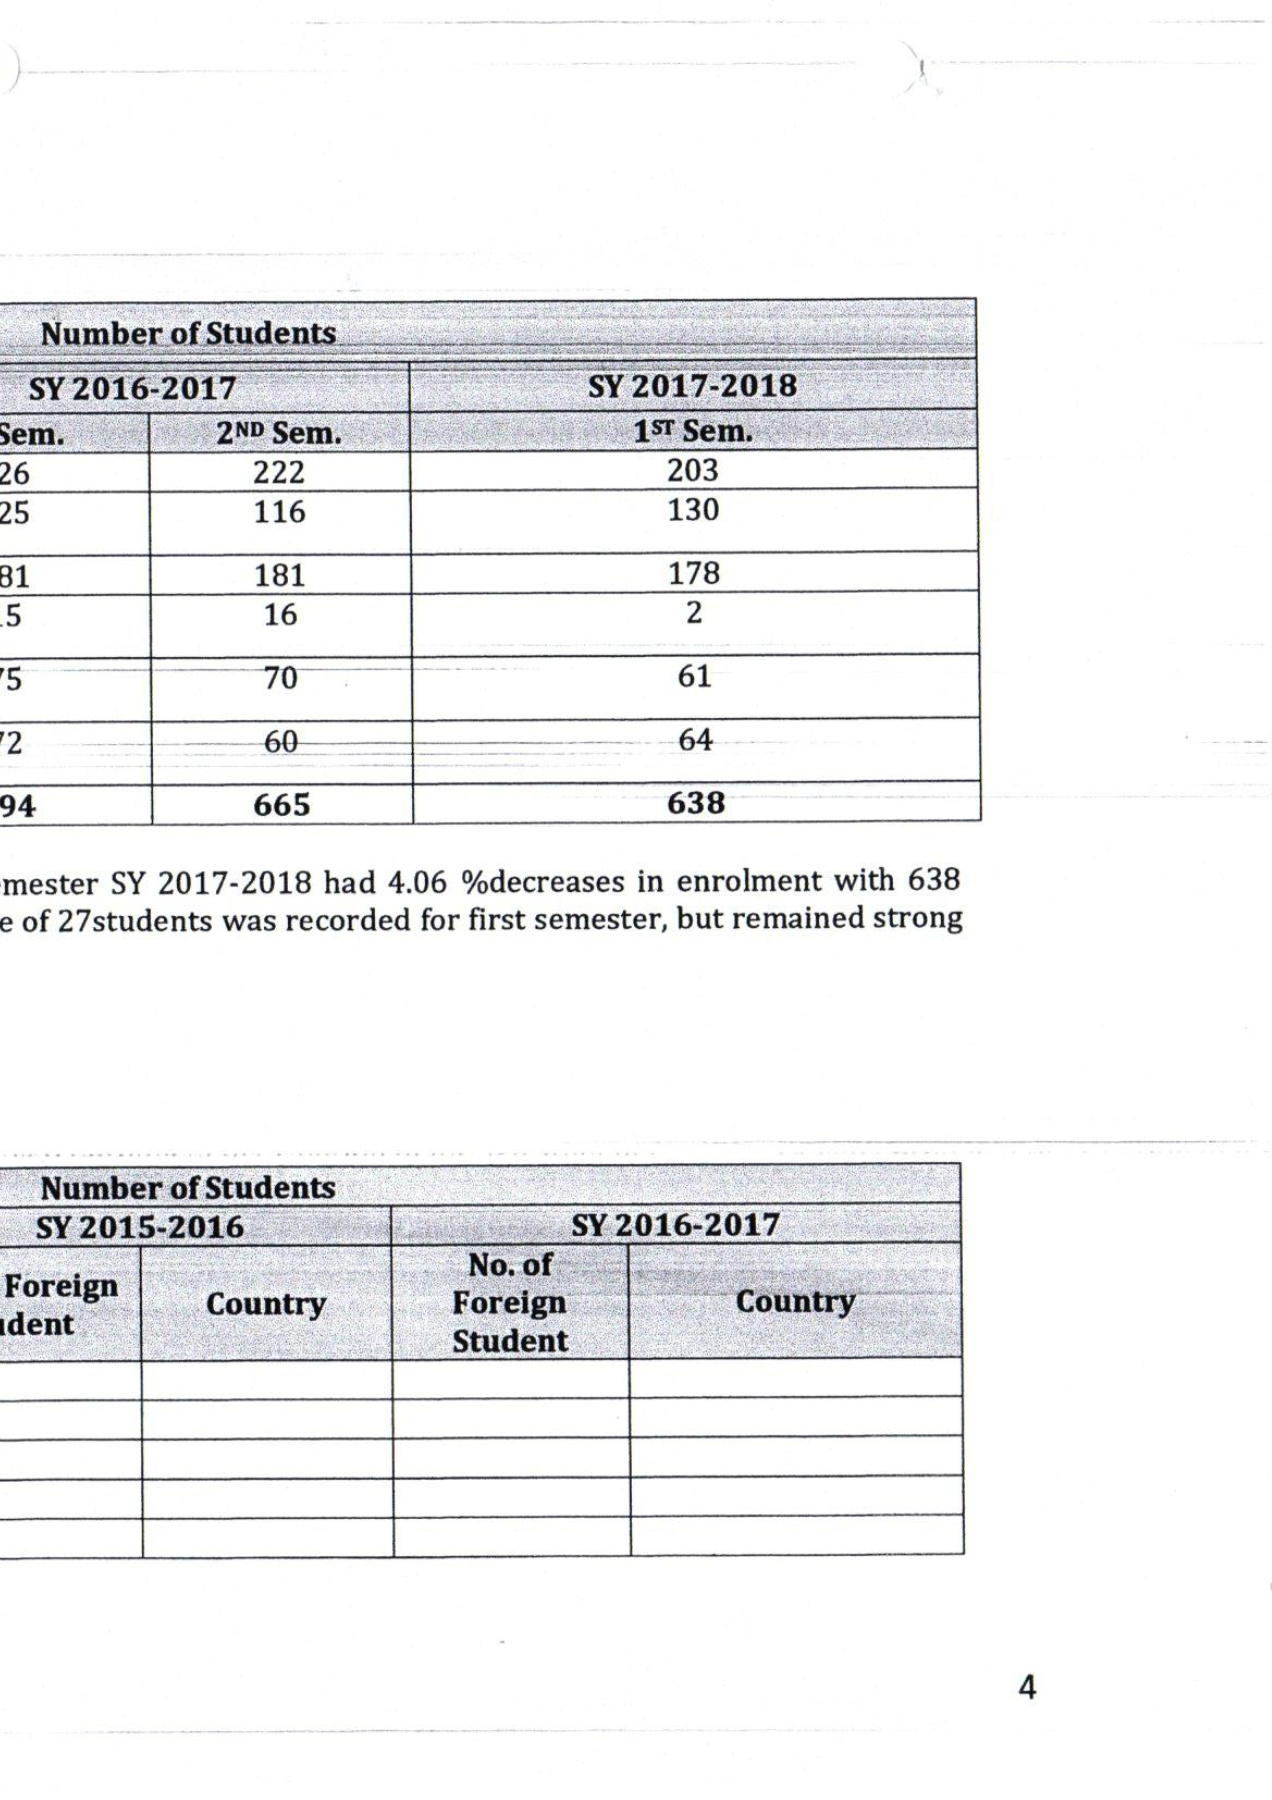 Number of Students
SY 2016-2017 SY 2017-2018
Sem. 2ND Sem. 1ST Sem.
26 222 203
25 116 130
81 181 178
5 16 2
5 70 61
2 60 64
94 665 638
mester SY 2017-2018 had 4.06 %decreases in enrolment with 638
e of 27students was recorded for first semester, but remained strong
Number of Students
SY 2015-2016 SY 2016-2017
Foreign
dent
Country
No. of
Foreign
Student
Country
4